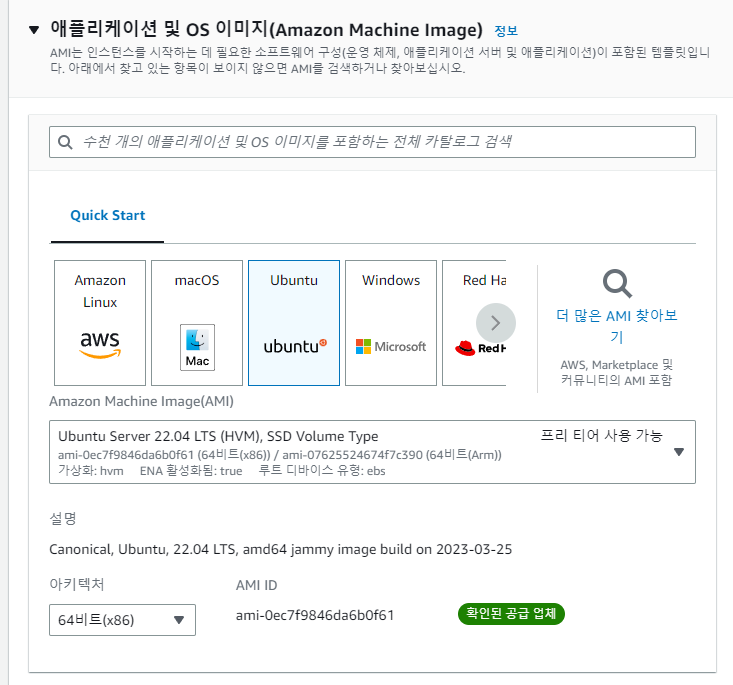 애플리케이션 및 OS 이미지(Amazon Machine Image) 정보
AMI는 인스턴스를 시작하는 데 필요한 소프트웨어 구성(운영 체제, 애플리케이션 서버 및 애플리케이션)이 포함된 템플릿입니
다. 아래에서 찾고 있는 항목이 보이지 않으면 AMI를 검색하거나 찾아보십시오.
수천 개의 애플리케이션 및 OS 이미지를 포함하는 전체 카탈로그 검색
Quick Start
Amazon
Linux
aws
macOS
Mac
Ubuntu
ubuntu
Windows
Microsoft
Red Ha
Red H
더 많은 AMI 찾아보
기
AWS, Marketplace 및
커뮤니티의 AMI 포함
Amazon Machine Image(AMI)
Ubuntu Server 22.04 LTS (HVM), SSD Volume Type 프리 티어 사용 가능
ami-0ec7f9846da6b0f61 (64비트(x86)) / ami-07625524674f7c390 (64비트(Arm))
가상화: hvm ENA 활성화됨: true 루트 디바이스 유형: ebs
설명
Canonical, Ubuntu, 22.04 LTS, amd64 jammy image build on 2023-03-25
아키텍처 AMI ID
64비트(x86) ami-0ec7f9846da6b0f61 확인된 공급 업체